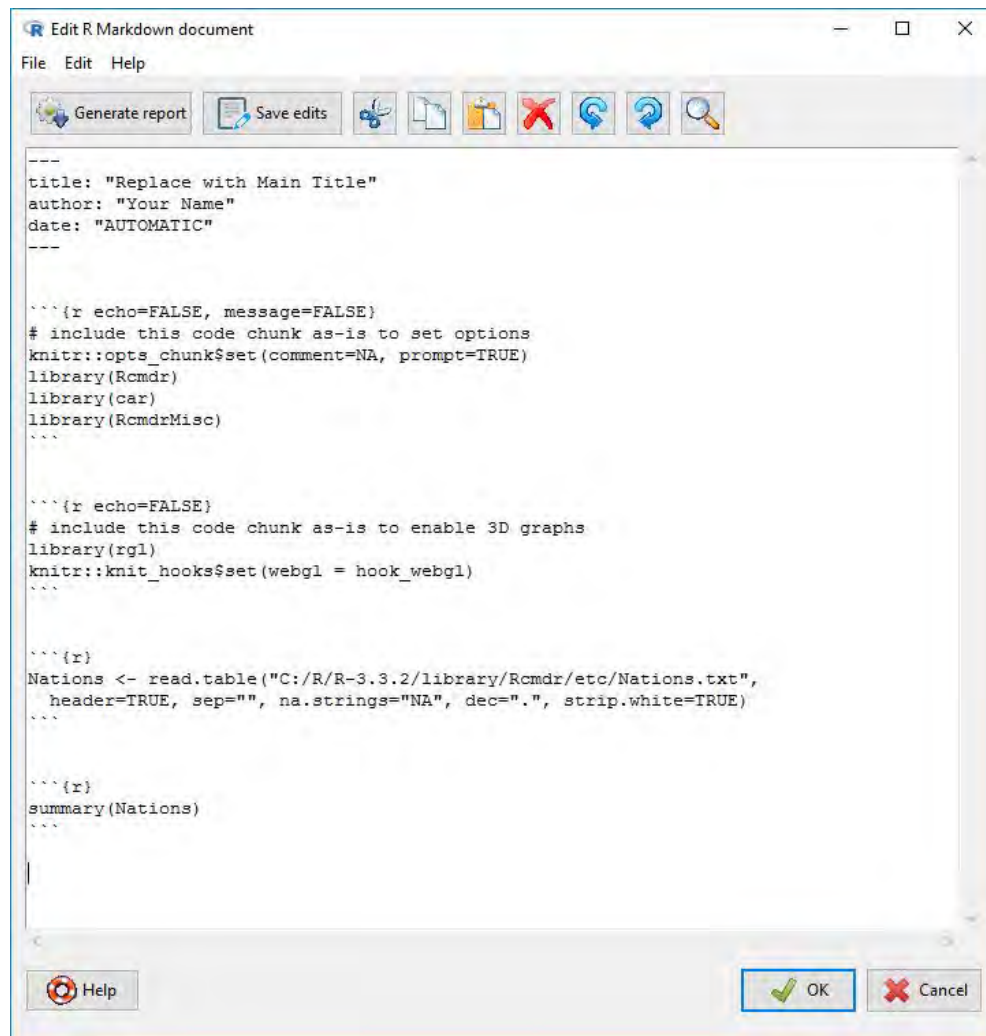 Edit R Markdown document
File Edit Help
Generate report Save edits
---
title: "Replace with Main Title"
author: "Your Name"
date: "AUTOMATIC"
---
```{r echo=FALSE, message=FALSE}
# include this code chunk as-is to set options
knitr::opts_chunk$set(comment=NA, prompt=TRUE)
library(Rcmdr)
library(car)
library(RcmdrMisc)
```
```{r echo=FALSE}
# include this code chunk as-is to enable 3D graphs
library(rgl)
knitr::knit_hooks$set(webgl = hook_webgl)
```
```{r}
Nations <- read.table("C:/R/R-3.3.2/library/Rcmdr/etc/Nations.txt",
  header=TRUE, sep="", na.strings="NA", dec=".", strip.white=TRUE)
```
```{r}
summary(Nations)
```
Help OK Cancel